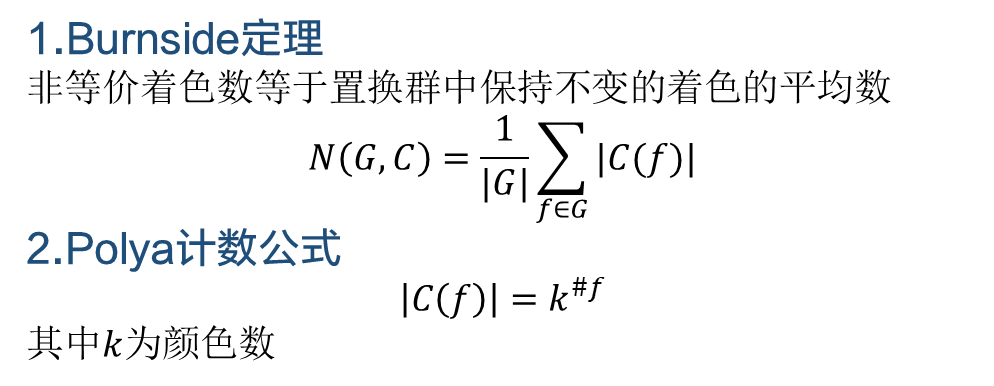 1.Burnside定理
非等价着色数等于置换群中保持不变的着色的平均数
N(G,C)=\frac{1}{|G|}\sum_{f∈G}|C(f)|
2.Polya计数公式
|C(f)|=k^{#f}
其中k为颜色数